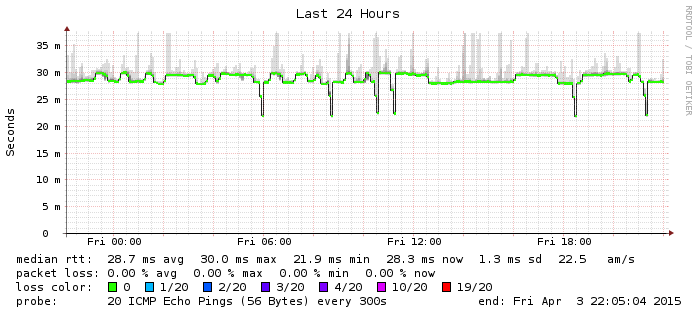 Last 24 Hours
RRDTOOL / TOBI OETIKER
Seconds
35 m
30 m
25 m
20 m
15 m
10 m
5 m
0
Fri 00:00 Fri 06:00 Fri 12:00 Fri 18:00
median rtt: 28.7 ms avg 30.0 ms max 21.9 ms min 28.3 ms now 1.3 ms sd 22.5 am/s
packet loss: 0.00 % avg 0.00 % max 0.00 % min 0.00 % now
loss color: 0 1/20 2/20 3/20 4/20 10/20 19/20
probe: 20 ICMP Echo Pings (56 Bytes) every 300s end: Fri Apr 3 22:05:04 2015